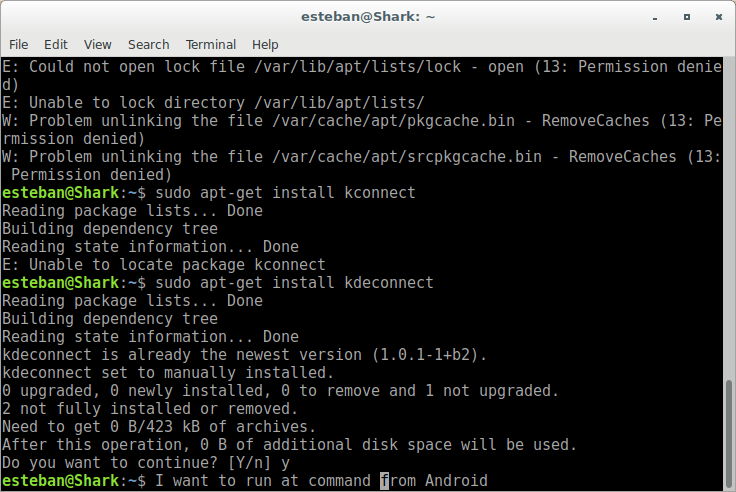 esteban@Shark: ~
File Edit View Search Terminal Help
E: Could not open lock file /var/lib/apt/lists/lock - open (13: Permission denie
d)
E: Unable to lock directory /var/lib/apt/lists/
W: Problem unlinking the file /var/cache/apt/pkgcache.bin - RemoveCaches (13: Pe
rmission denied)
W: Problem unlinking the file /var/cache/apt/srcpkgcache.bin - RemoveCaches (13:
 Permission denied)
esteban@Shark:~$ sudo apt-get install kconnect
Reading package lists... Done
Building dependency tree
Reading state information... Done
E: Unable to locate package kconnect
esteban@Shark:~$ sudo apt-get install kdeconnect
Reading package lists... Done
Building dependency tree
Reading state information... Done
kdeconnect is already the newest version (1.0.1-1+b2).
kdeconnect set to manually installed.
0 upgraded, 0 newly installed, 0 to remove and 1 not upgraded.
2 not fully installed or removed.
Need to get 0 B/423 kB of archives.
After this operation, 0 B of additional disk space will be used.
Do you want to continue? [Y/n] y
esteban@Shark:~$ I want to run at command from Android